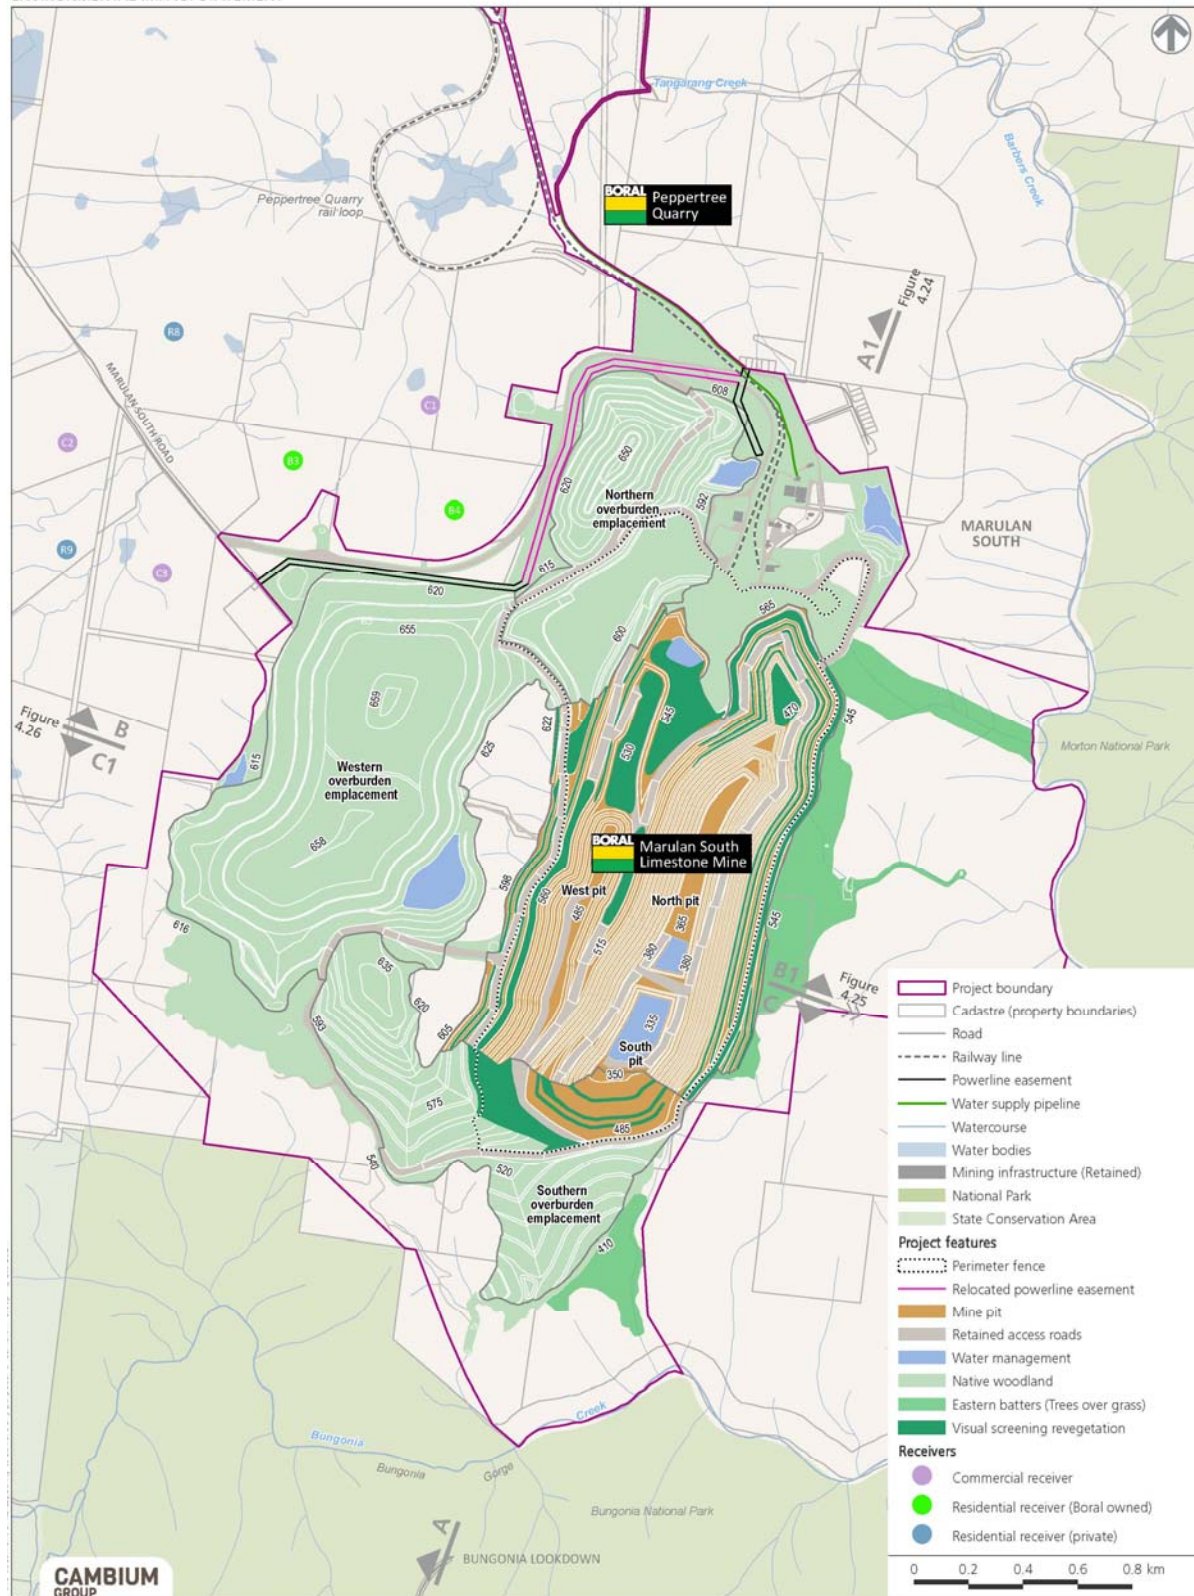 Tangarang Creek
Barbers Creek
BORAL
Peppertree
Quarry
Peppertree Quarry
rail loop
Figure
4.24
A1
R8
MARULAN SOUTH ROAD
C1
C2
B3
B4
R9
C3
608
650
620
Northern
overburden
emplacement
592
MARULAN
SOUTH
615
620
600
565
655
659
Figure
4.26
B
C1
615
Western
overburden
emplacement
622
625
545
530
470
545
Morton National Park
658
BORAL
Marulan South
Limestone Mine
598
560
West pit
485
North pit
365
515
380
380
545
616
635
620
605
593
B1
C
Figure
4.25
335
South
pit
350
575
485
540
520
Southern
overburden
emplacement
410
Bungonia
Creek
Bungonia
Gorge
Bungonia National Park
A
BUNGONIA LOOKDOWN
CAMBIUM
GROUP
Project boundary
Cadastre (property boundaries)
Road
Railway line
Powerline easement
Water supply pipeline
Watercourse
Water bodies
Mining infrastructure (Retained)
National Park
State Conservation Area
Project features
Perimeter fence
Relocated powerline easement
Mine pit
Retained access roads
Water management
Native woodland
Eastern batters (Trees over grass)
Visual screening revegetation
Receivers
Commercial receiver
Residential receiver (Boral owned)
Residential receiver (private)
0 0.2 0.4 0.6 0.8 km